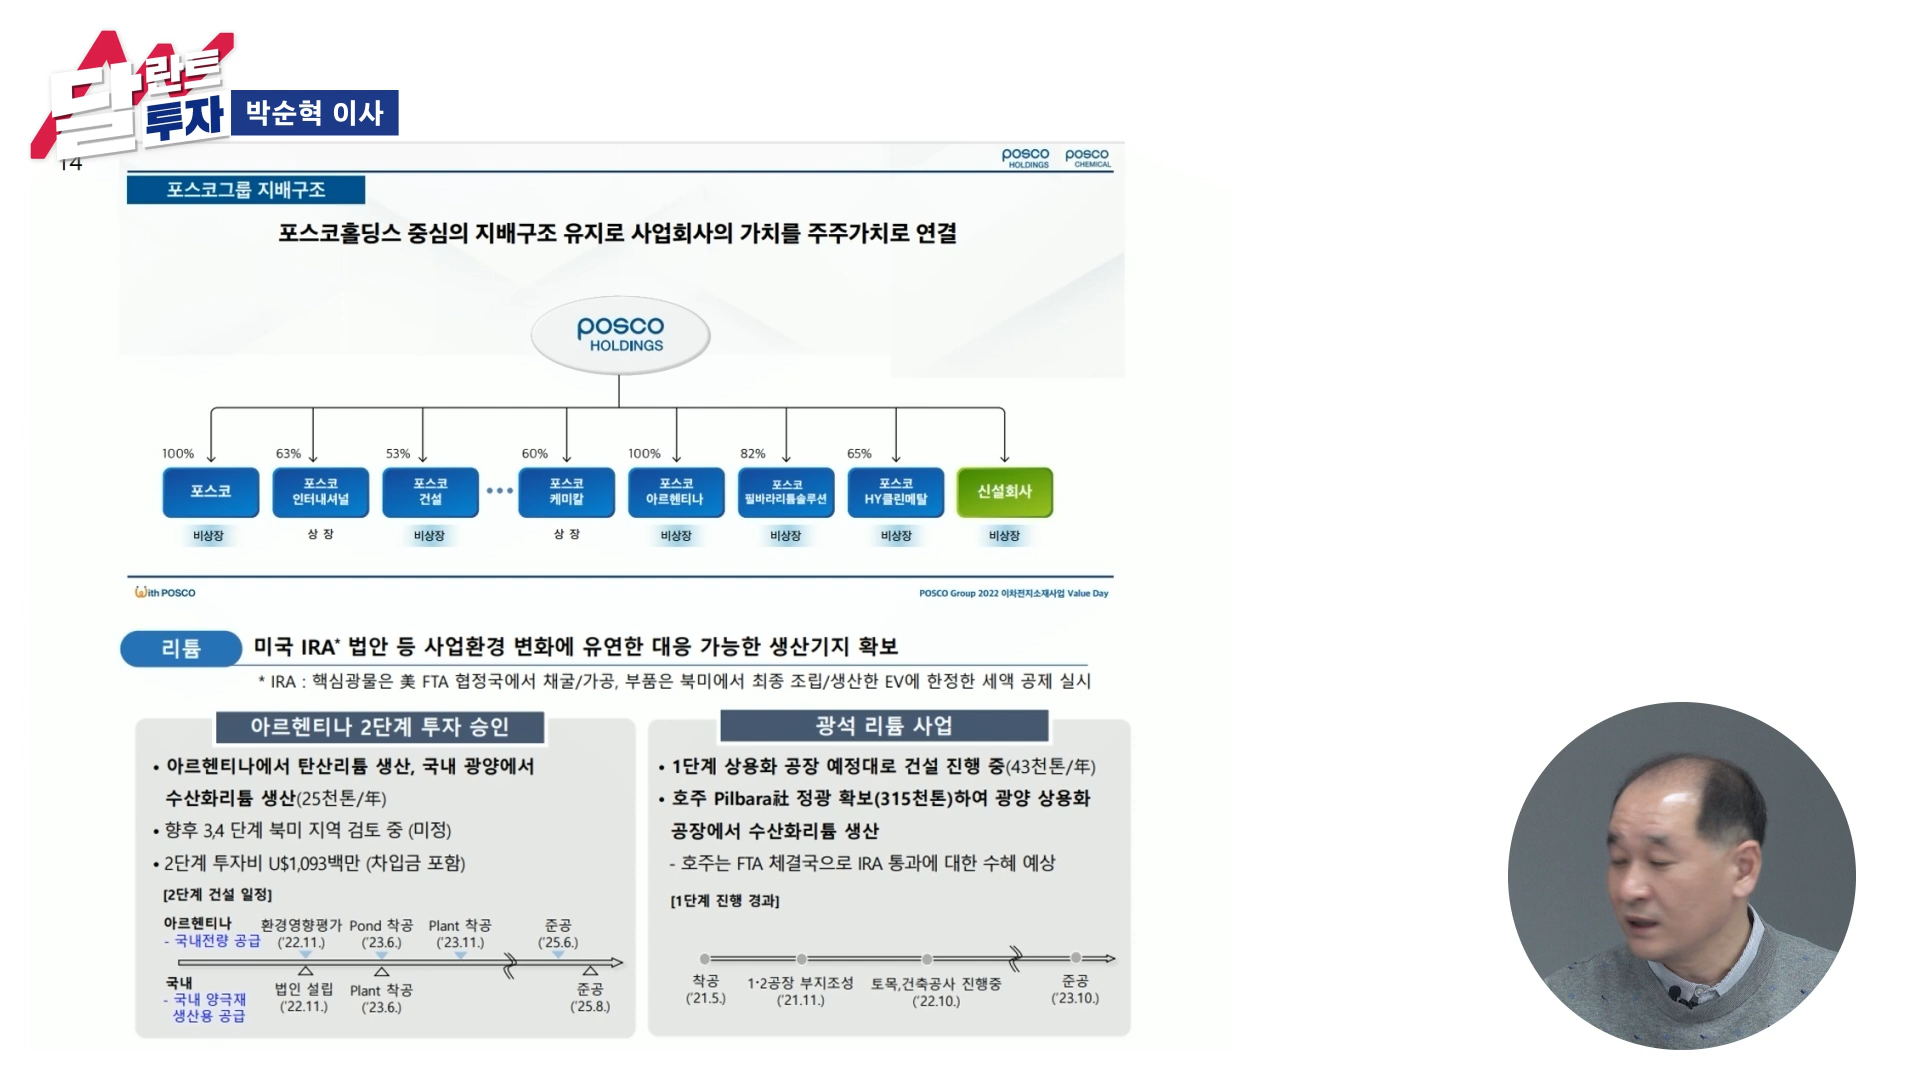 달란트
투자
박순혁 이사
14
posco
HOLDINGS
posco
CHEMICAL
포스코그룹 지배구조
포스코홀딩스 중심의 지배구조 유지로 사업회사의 가치를 주주가치로 연결
posco
HOLDINGS
100% 63% 53% 60% 100% 82% 65%
포스코
포스코
인터내셔널
포스코
건설
포스코
케미칼
포스코
아르헨티나
포스코
필바라리튬솔루션
포스코
HY클린메탈
신설회사
비상장 상 장 비상장 상 장 비상장 비상장 비상장 비상장
With POSCO
POSCO Group 2022 이차전지소재사업 Value Day
리튬
미국 IRA* 법안 등 사업환경 변화에 유연한 대응 가능한 생산기지 확보
* IRA : 핵심광물은 美 FTA 협정국에서 채굴/가공, 부품은 북미에서 최종 조립/생산한 EV에 한정한 세액 공제 실시
아르헨티나 2단계 투자 승인
• 아르헨티나에서 탄산리튬 생산, 국내 광양에서
수산화리튬 생산(25천톤/年)
• 향후 3,4 단계 북미 지역 검토 중 (미정)
• 2단계 투자비 U$1,093백만 (차입금 포함)
[2단계 건설 일정]
아르헨티나
- 국내전량 공급
환경영향평가
('22.11.)
Pond 착공
('23.6.)
Plant 착공
('23.11.)
준공
('25.6.)
국내
- 국내 양극재
생산용 공급
법인 설립
('22.11.)
Plant 착공
('23.6.)
준공
('25.8.)
광석 리튬 사업
• 1단계 상용화 공장 예정대로 건설 진행 중(43천톤/年)
• 호주 Pilbara社 정광 확보(315천톤)하여 광양 상용화
공장에서 수산화리튬 생산
- 호주는 FTA 체결국으로 IRA 통과에 대한 수혜 예상
[1단계 진행 경과]
착공
('21.5.)
1·2공장 부지조성
('21.11.)
토목,건축공사 진행중
('22.10.)
준공
('23.10.)